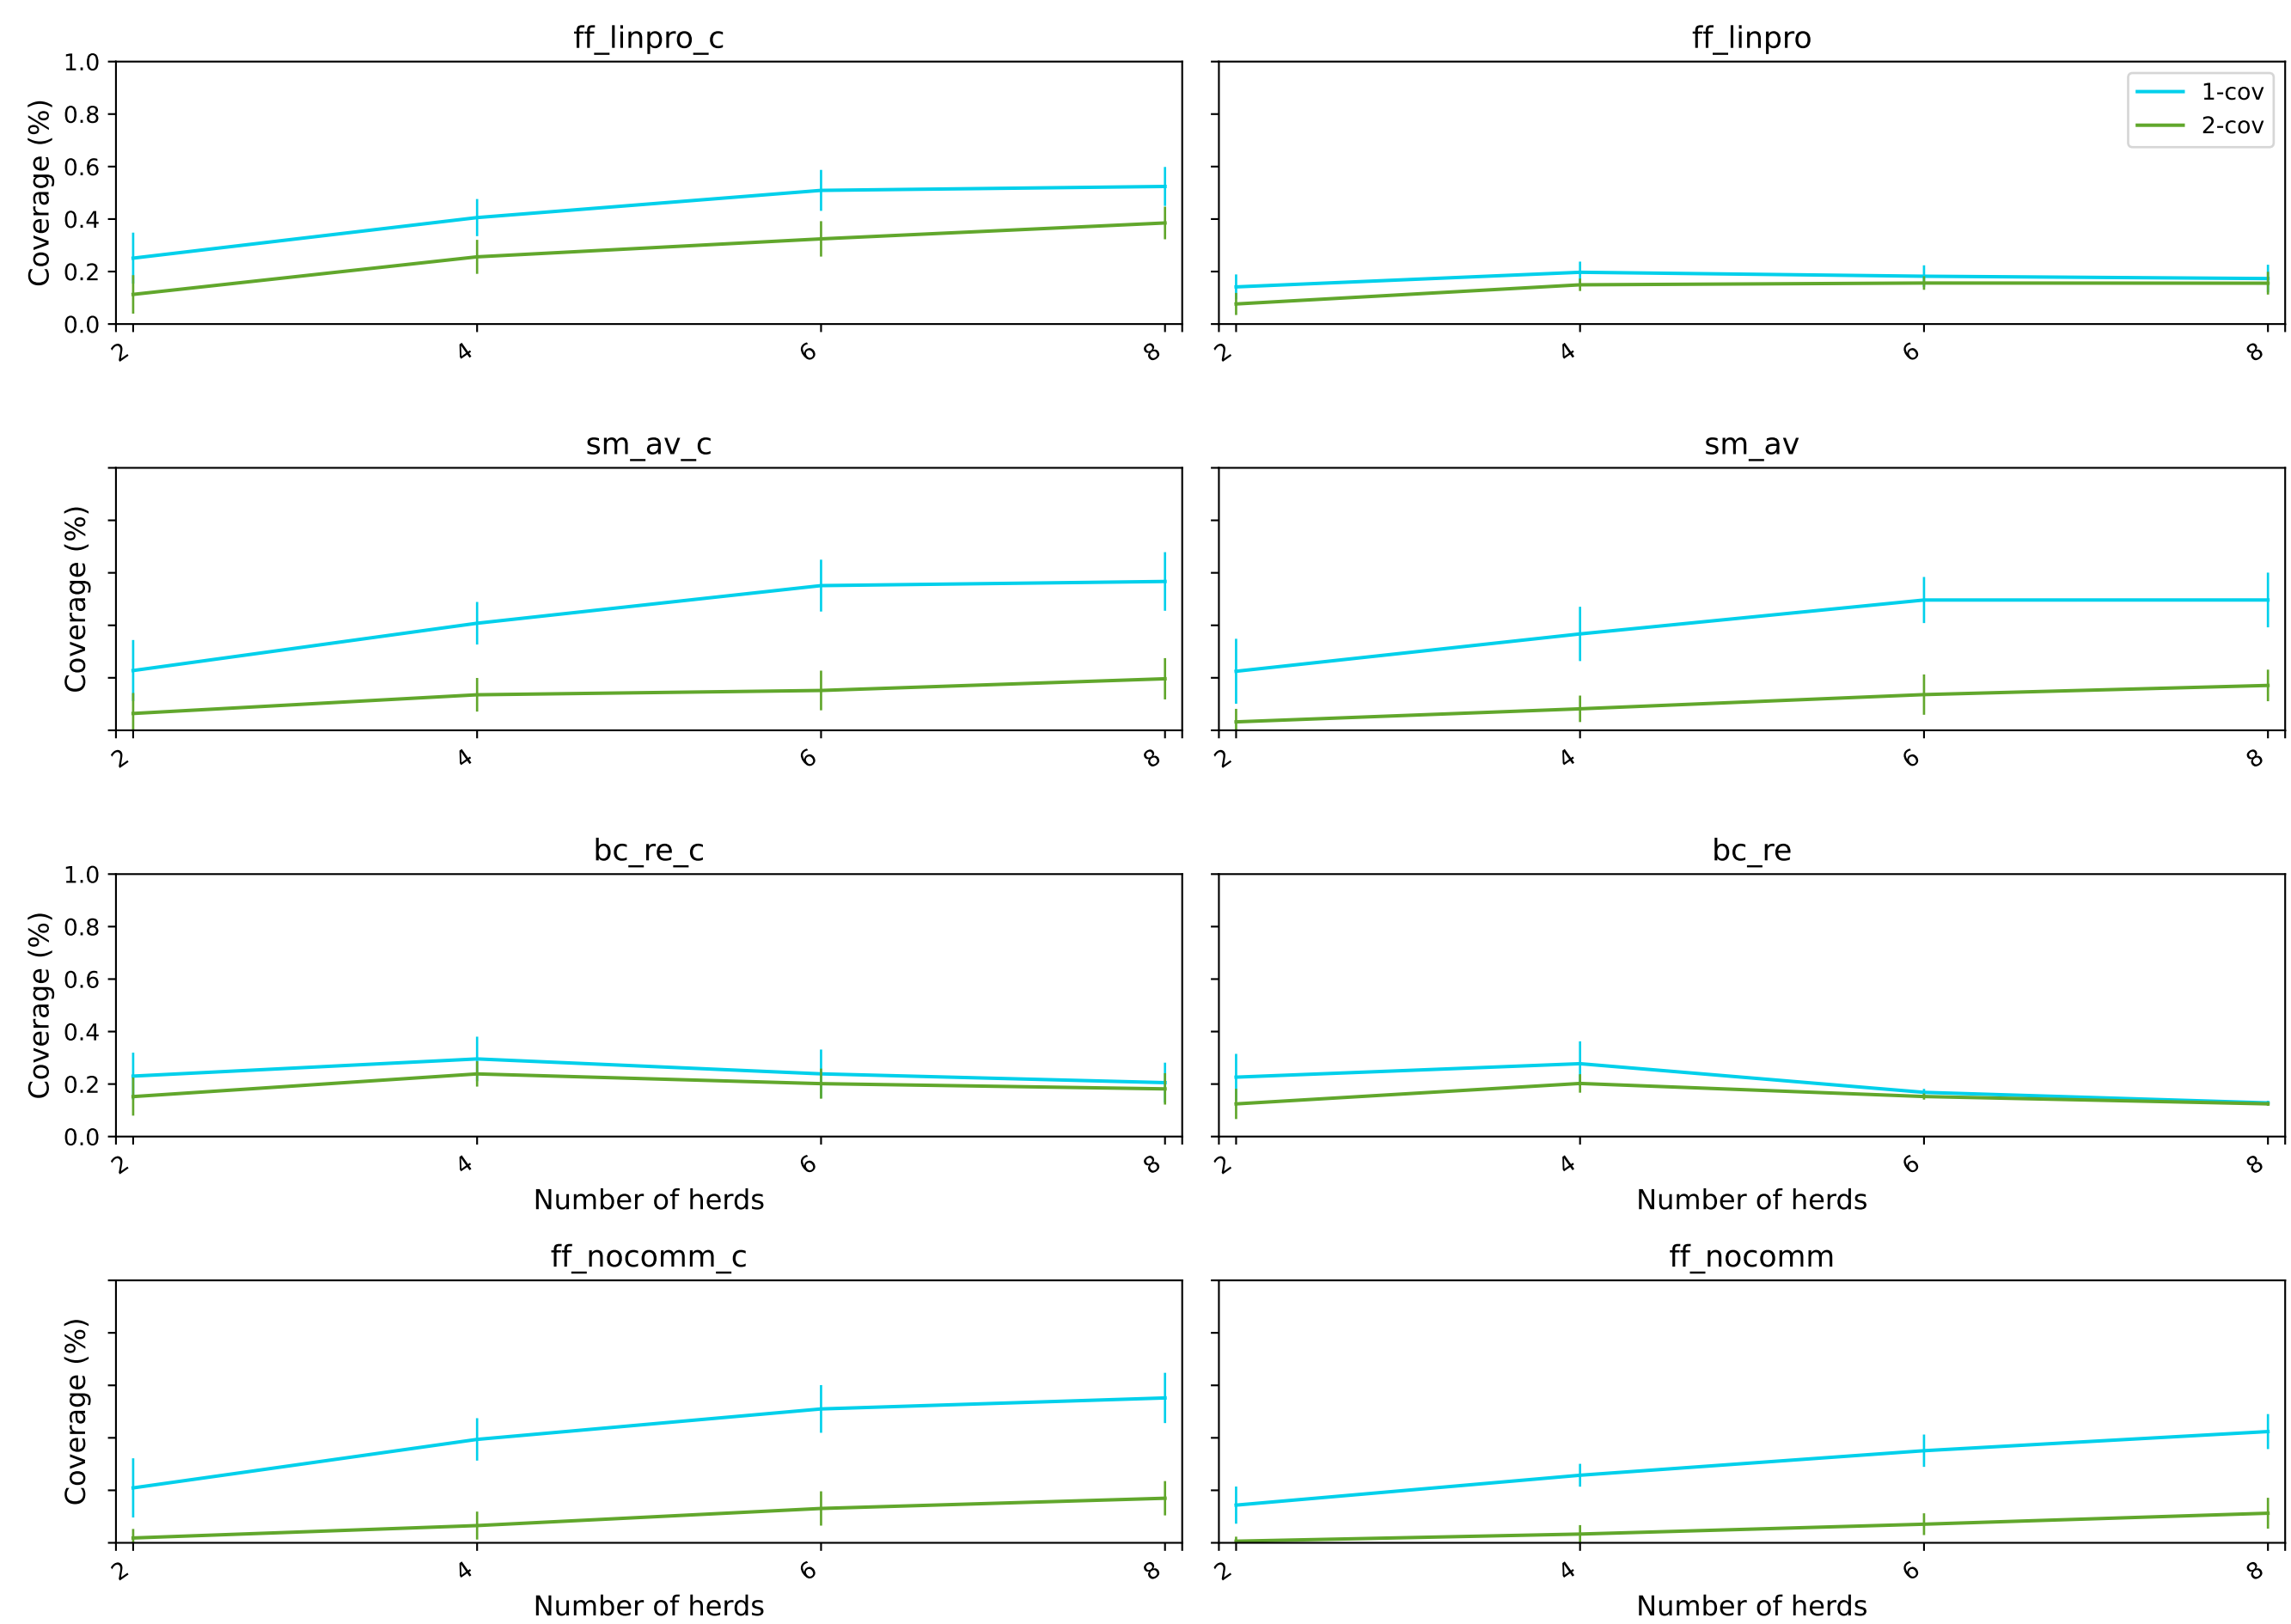 ff_linpro_c
ff_linpro
1.0
0.8
0.6
0.4
0.2
0.0
Coverage (%)
2
4
6
8
1-cov
2-cov
2
4
6
8
sm_av_c
sm_av
Coverage (%)
2
4
6
8
2
4
6
8
bc_re_c
bc_re
1.0
0.8
0.6
0.4
0.2
0.0
Coverage (%)
2
4
6
8
2
4
6
8
Number of herds
Number of herds
ff_nocomm_c
ff_nocomm
Coverage (%)
2
4
6
8
2
4
6
8
Number of herds
Number of herds